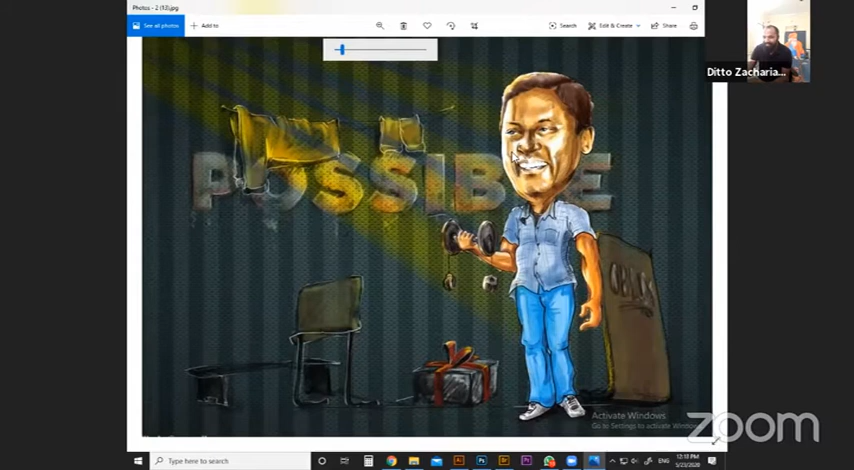 Photos - 2 (10).jpg
See all photos
+ Add to
Search
Edit & Create
Share
Ditto Zacharia...
POSSIBLE
Activate Windows
Go to Settings to activate Windows.
zoom
Type here to search
ENG
12:13 PM
5/23/2020